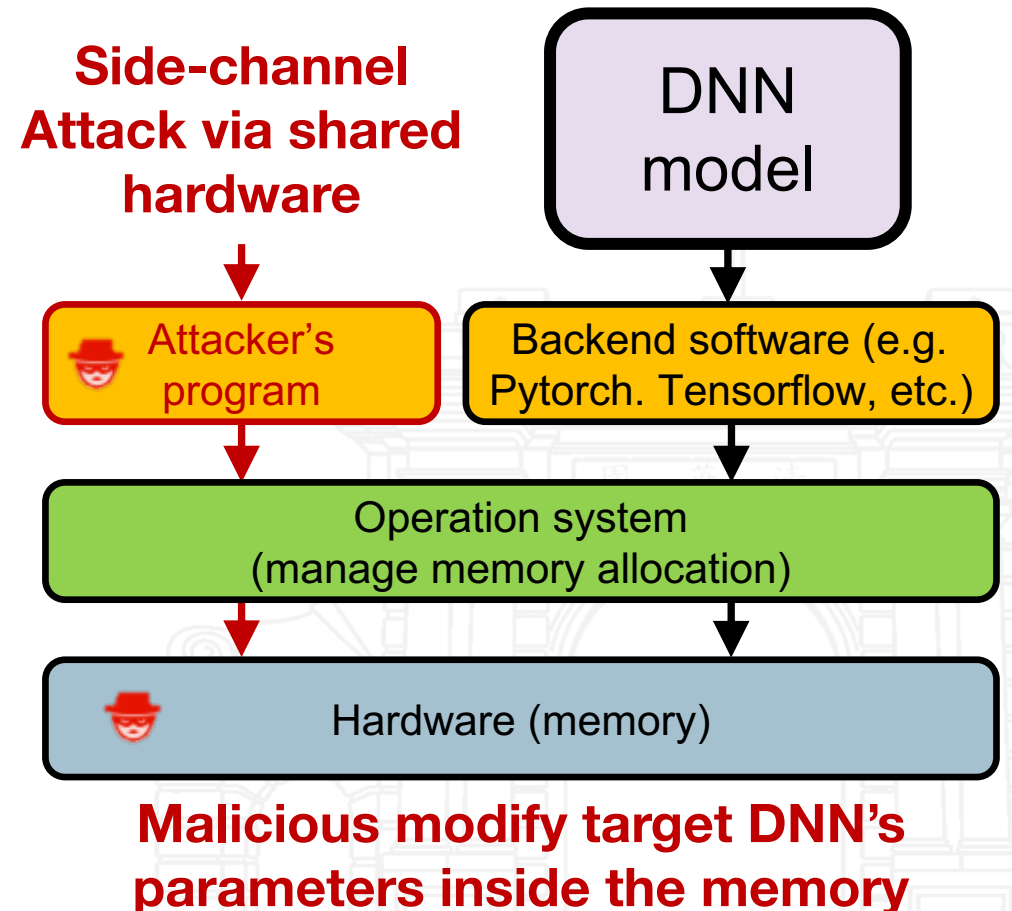 Side-channel
Attack via shared
hardware
DNN
model
Attacker's
program
Backend software (e.g.
Pytorch. Tensorflow, etc.)
Operation system
(manage memory allocation)
Hardware (memory)
Malicious modify target DNN's
parameters inside the memory